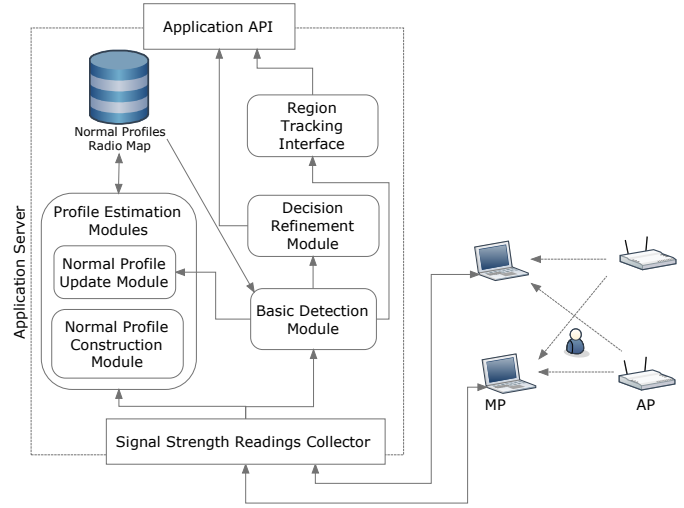 Application API
Normal Profiles
Radio Map
Region
Tracking
Interface
Application Server
Profile Estimation
Modules
Decision
Refinement
Module
Normal Profile
Update Module
Basic Detection
Module
Normal Profile
Construction
Module
MP
AP
Signal Strength Readings Collector